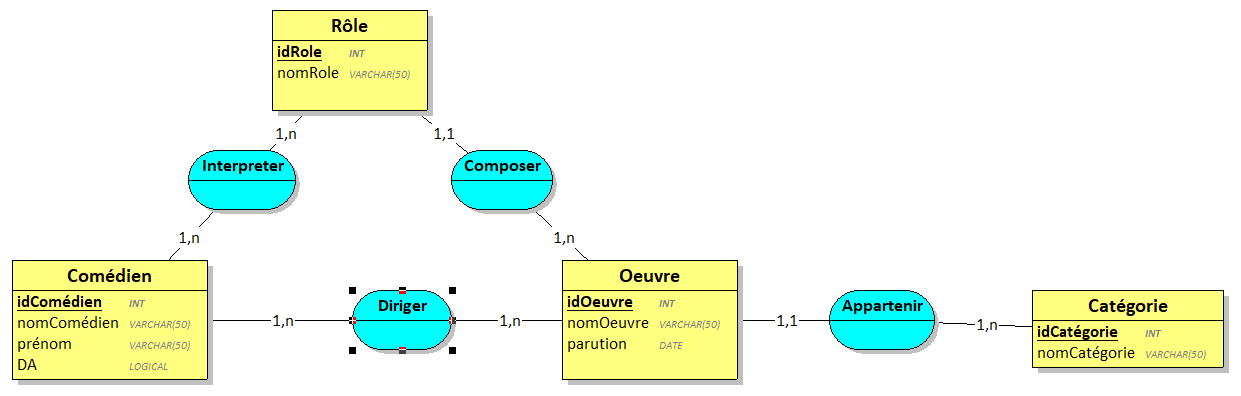 Rôle
idRole INT
nomRole VARCHAR(50)
1,n
1,1
Interpreter
Composer
1,n
1,n
Comédien
idComédien INT
nomComédien VARCHAR(50)
prénom VARCHAR(50)
DA LOGICAL
1,n
Diriger
1,n
Oeuvre
idOeuvre INT
nomOeuvre VARCHAR(50)
parution DATE
1,1
Appartenir
1,n
Catégorie
idCatégorie INT
nomCatégorie VARCHAR(50)